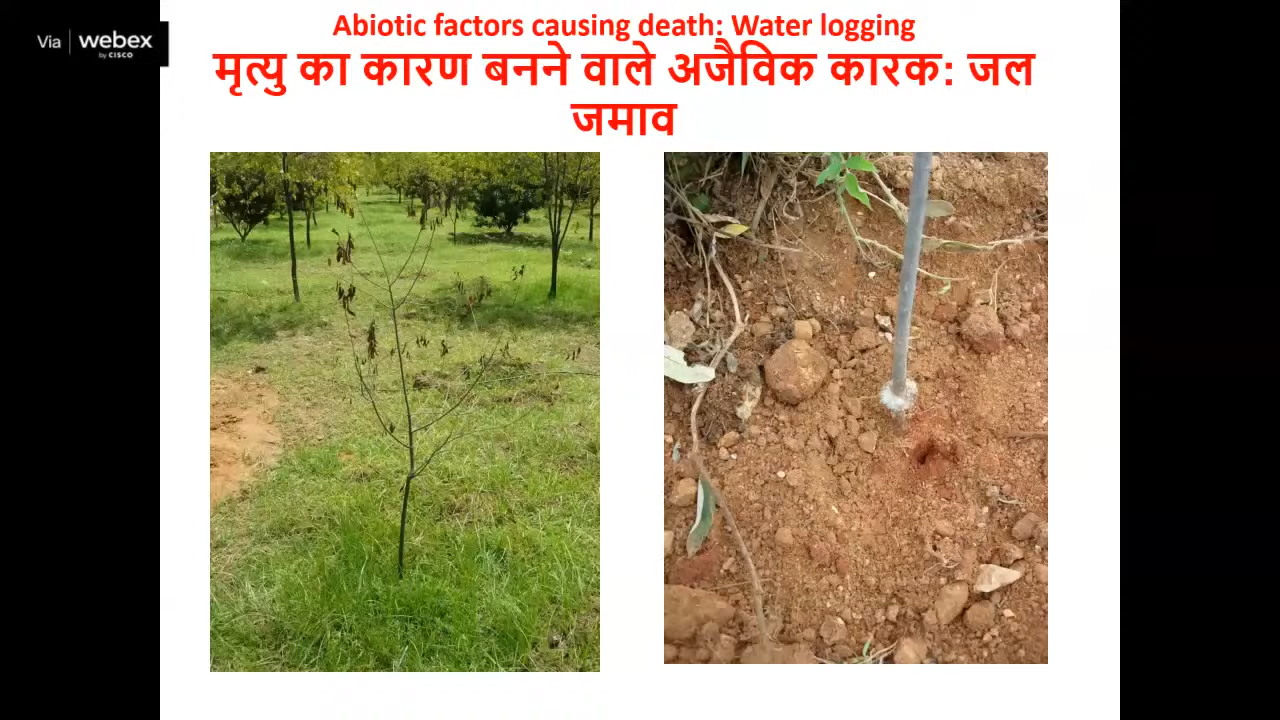 Via webex
by CISCO
Abiotic factors causing death: Water logging
मृत्यु का कारण बनने वाले अजैविक कारक: जल
जमाव